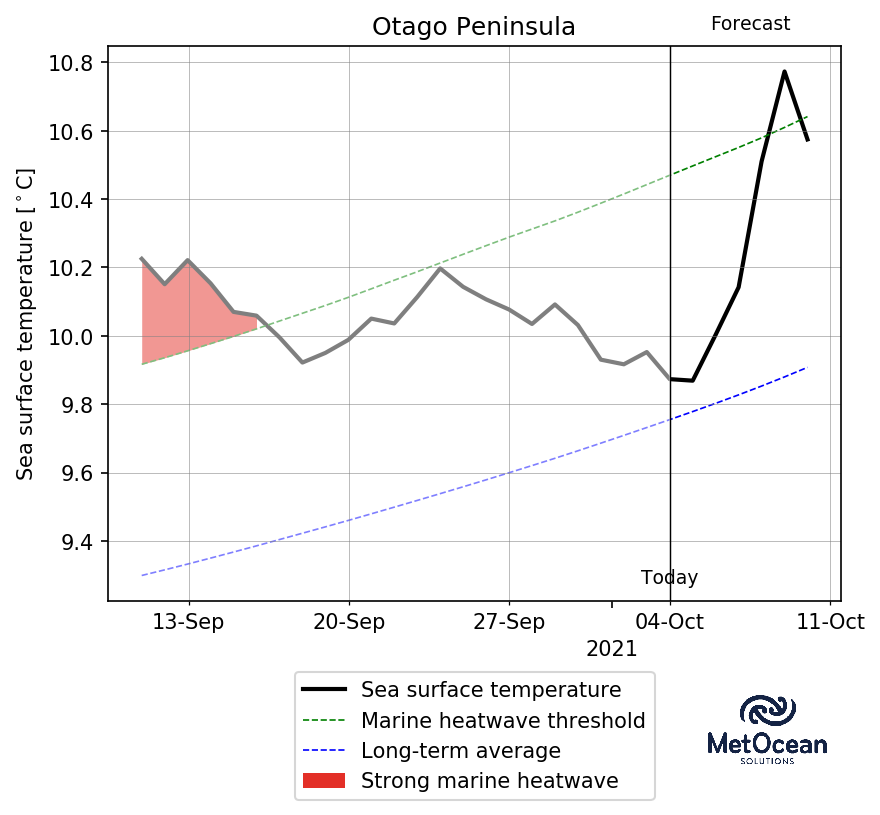 Otago Peninsula
Forecast
10.8
10.6
10.4
10.2
10.0
9.8
9.6
9.4
Sea surface temperature [°C]
Today
13-Sep
20-Sep
27-Sep
04-Oct
11-Oct
2021
Sea surface temperature
Marine heatwave threshold
Long-term average
Strong marine heatwave
MetOcean
SOLUTIONS